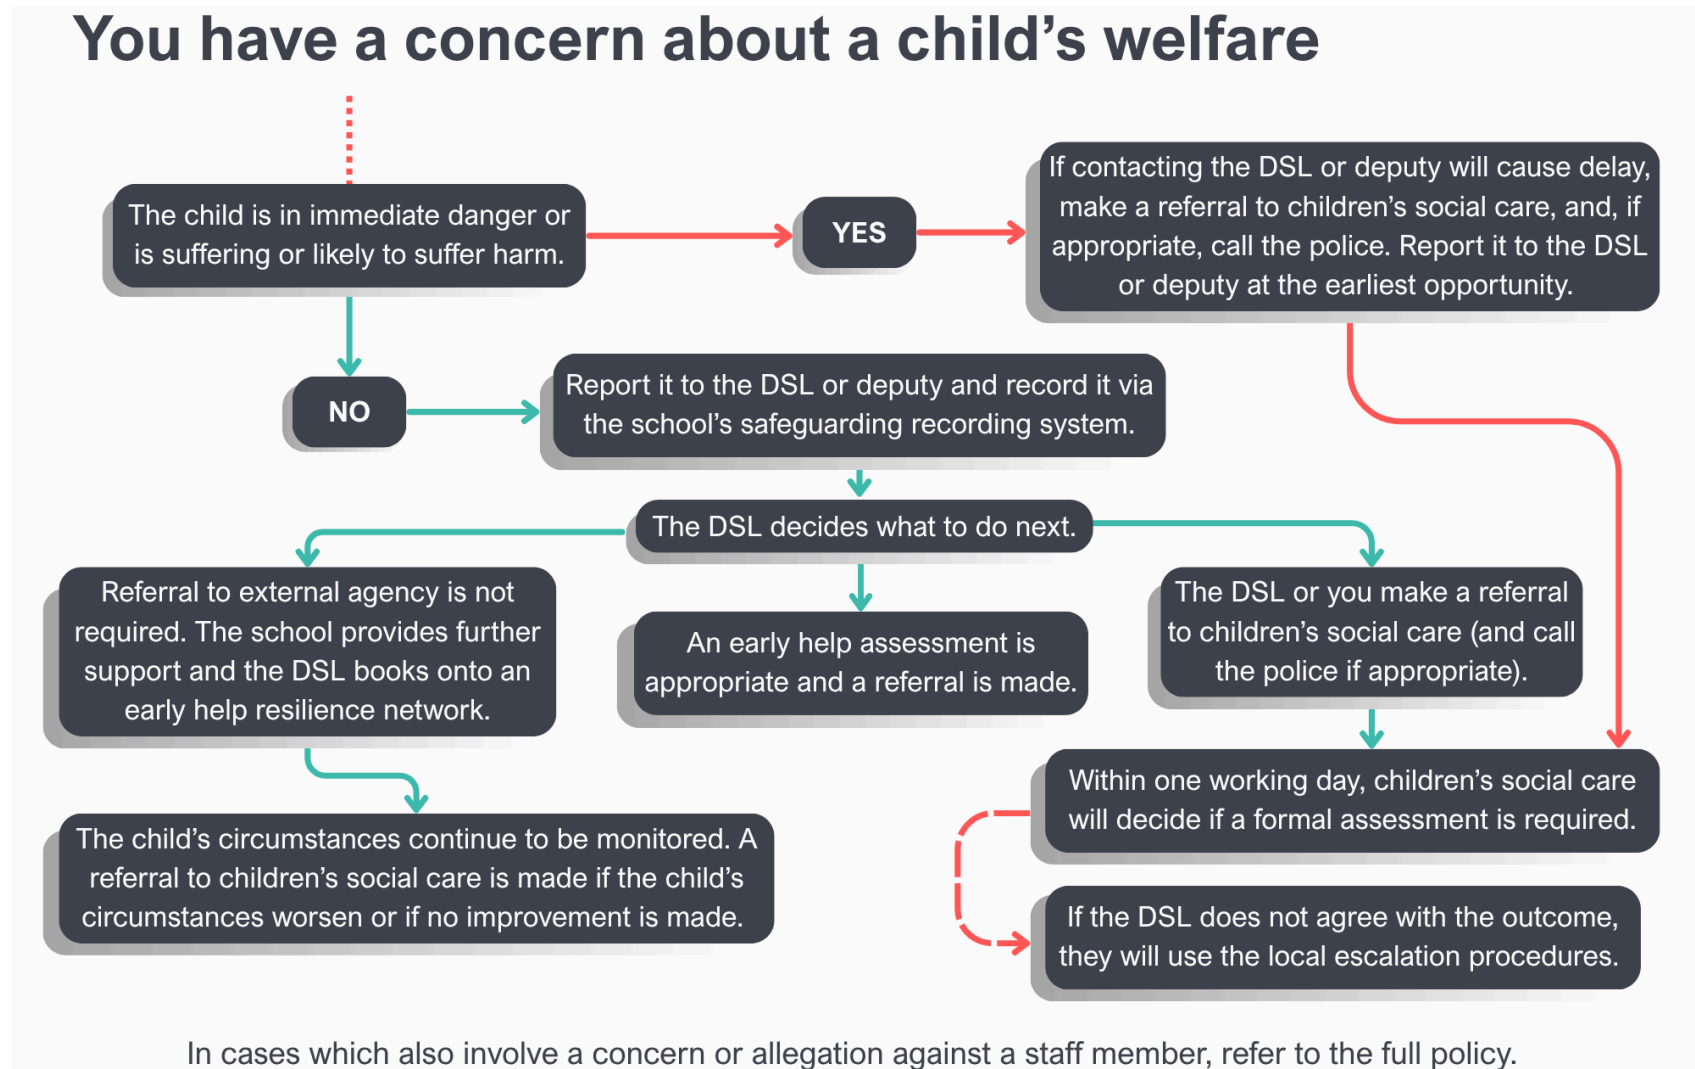 You have a concern about a child’s welfare
The child is in immediate danger or
is suffering or likely to suffer harm.
YES
If contacting the DSL or deputy will cause delay,
make a referral to children’s social care, and, if
appropriate, call the police. Report it to the DSL
or deputy at the earliest opportunity.
NO
Report it to the DSL or deputy and record it via
the school’s safeguarding recording system.
The DSL decides what to do next.
Referral to external agency is not
required. The school provides further
support and the DSL books onto an
early help resilience network.
An early help assessment is
appropriate and a referral is made.
The DSL or you make a referral
to children’s social care (and call
the police if appropriate).
The child’s circumstances continue to be monitored. A
referral to children’s social care is made if the child’s
circumstances worsen or if no improvement is made.
Within one working day, children’s social care
will decide if a formal assessment is required.
If the DSL does not agree with the outcome,
they will use the local escalation procedures.
In cases which also involve a concern or allegation against a staff member, refer to the full policy.